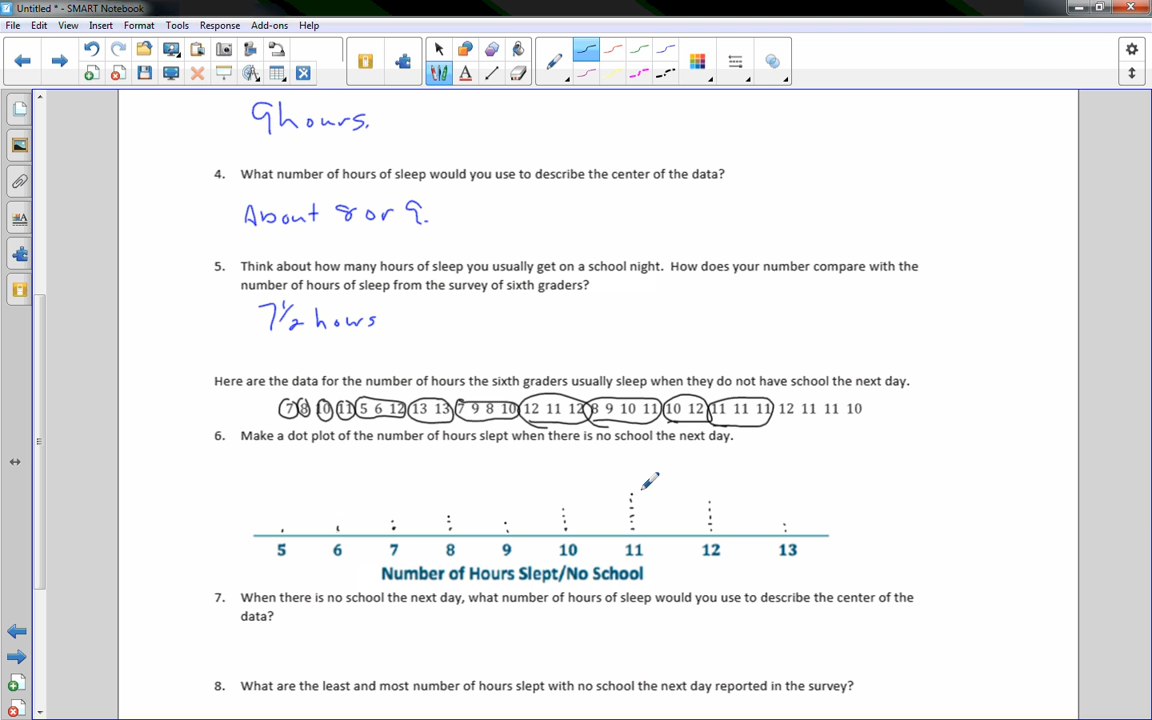 Untitled * - SMART Notebook
File Edit View Insert Format Tools Response Add-ons Help
9 hours.
4. What number of hours of sleep would you use to describe the center of the data?
About 8 or 9.
5. Think about how many hours of sleep you usually get on a school night. How does your number compare with the
number of hours of sleep from the survey of sixth graders?
7 1/2 hours
Here are the data for the number of hours the sixth graders usually sleep when they do not have school the next day.
7 8 10 11 5 6 12 13 13 7 9 8 10 12 11 12 8 9 10 11 10 12 11 11 11 12 11 11 10
6. Make a dot plot of the number of hours slept when there is no school the next day.
5 6 7 8 9 10 11 12 13
Number of Hours Slept/No School
7. When there is no school the next day, what number of hours of sleep would you use to describe the center of the
data?
8. What are the least and most number of hours slept with no school the next day reported in the survey?